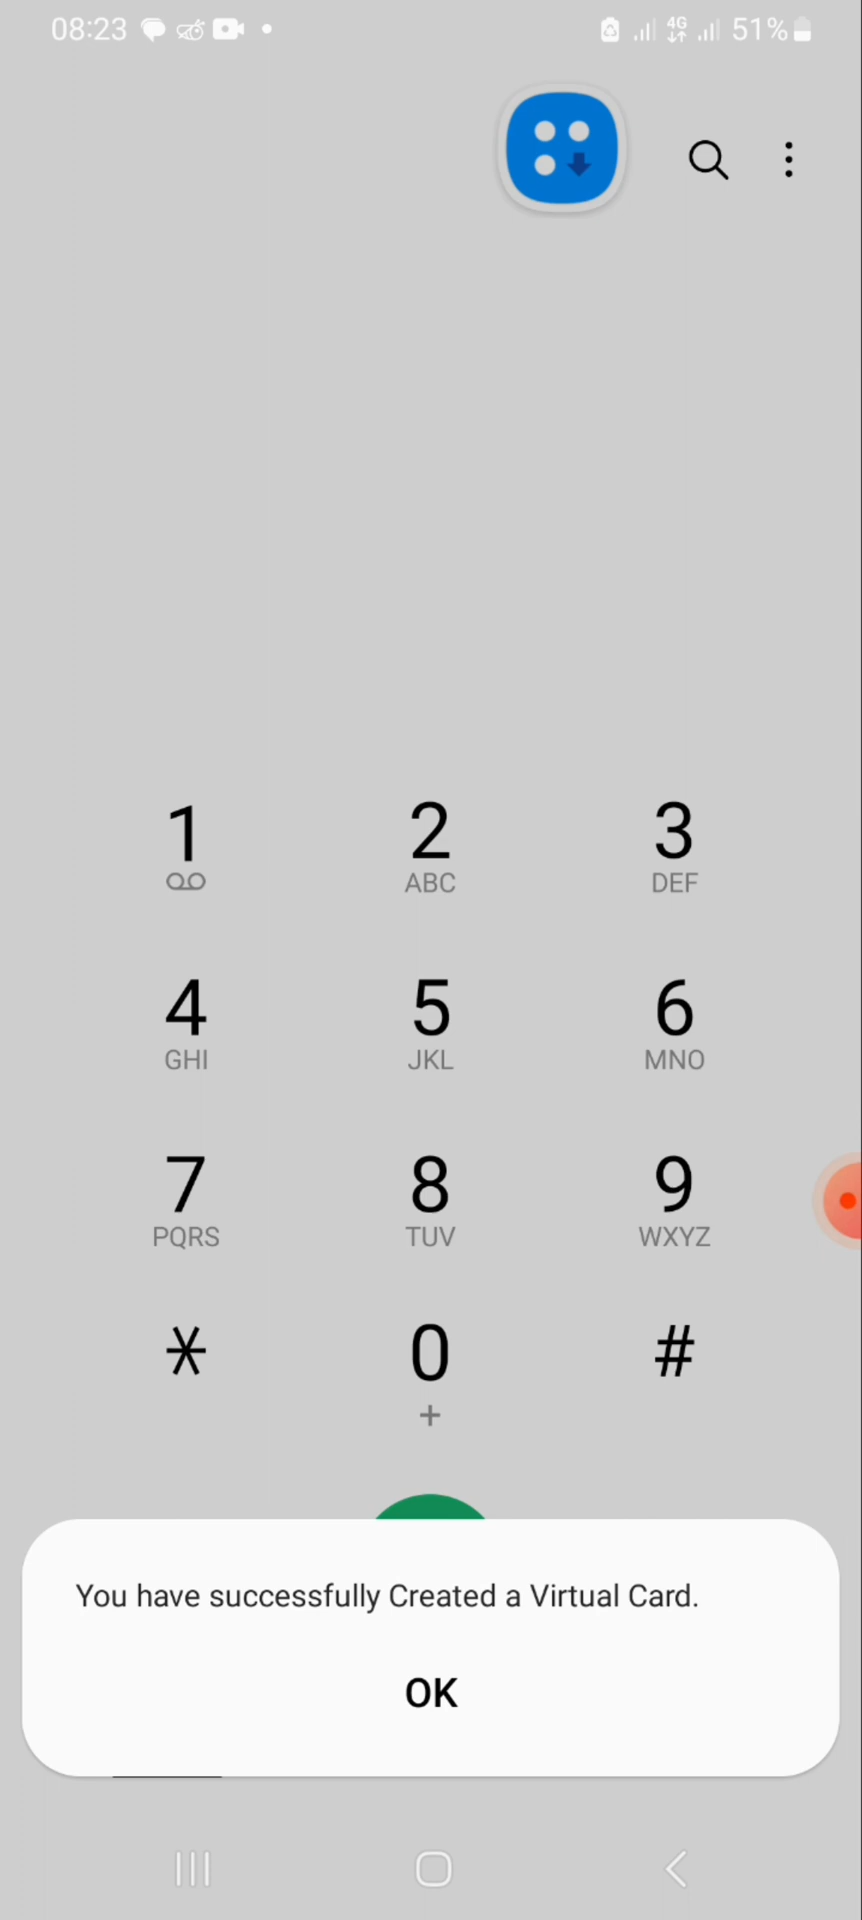 08:23 4G 51%
1 2 3
ABC DEF
4 5 6
GHI JKL MNO
7 8 9
PQRS TUV WXYZ
* 0 #
+
You have successfully Created a Virtual Card.
OK